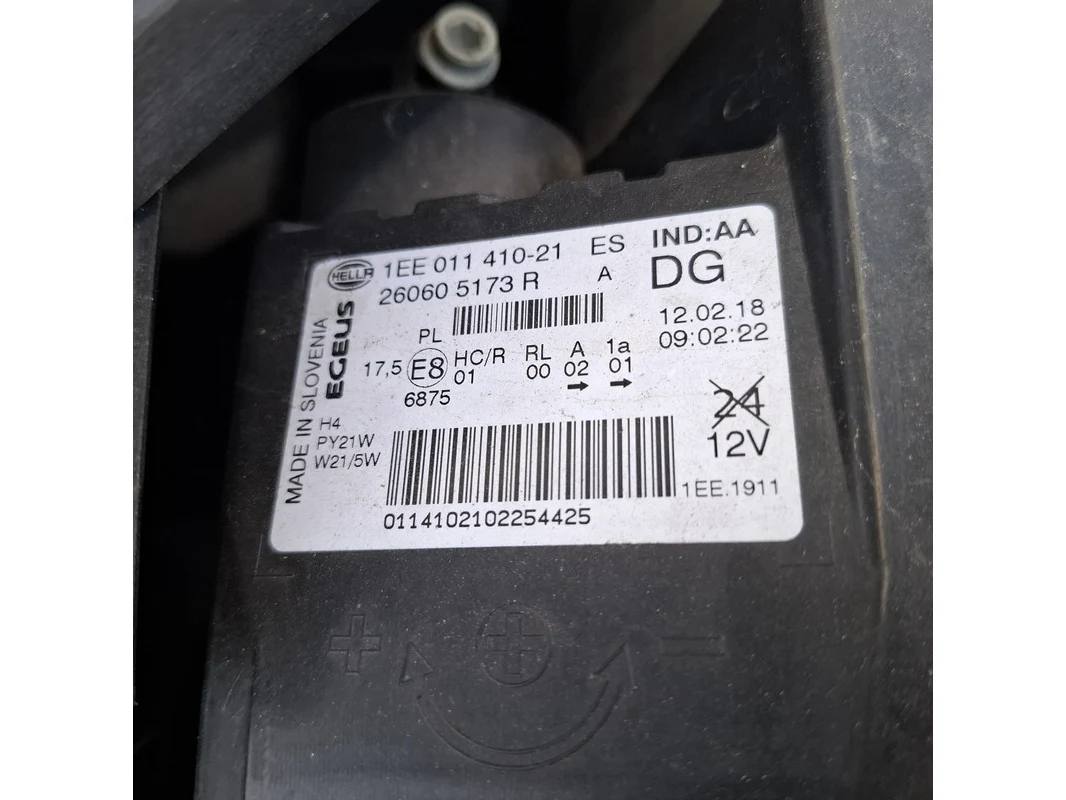 HELLA 1EE 011 410-21 ES IND:AA
26060 5173 R A DG
12.02.18
PL 09:02:22
17,5 E8 HC/R RL A 1a
01 00 02 01
→ →
6875
MADE IN SLOVENIA
EGEUS
H4
PY21W
W21/5W
24
12V
1EE.1911
0114102102254425
+ + −